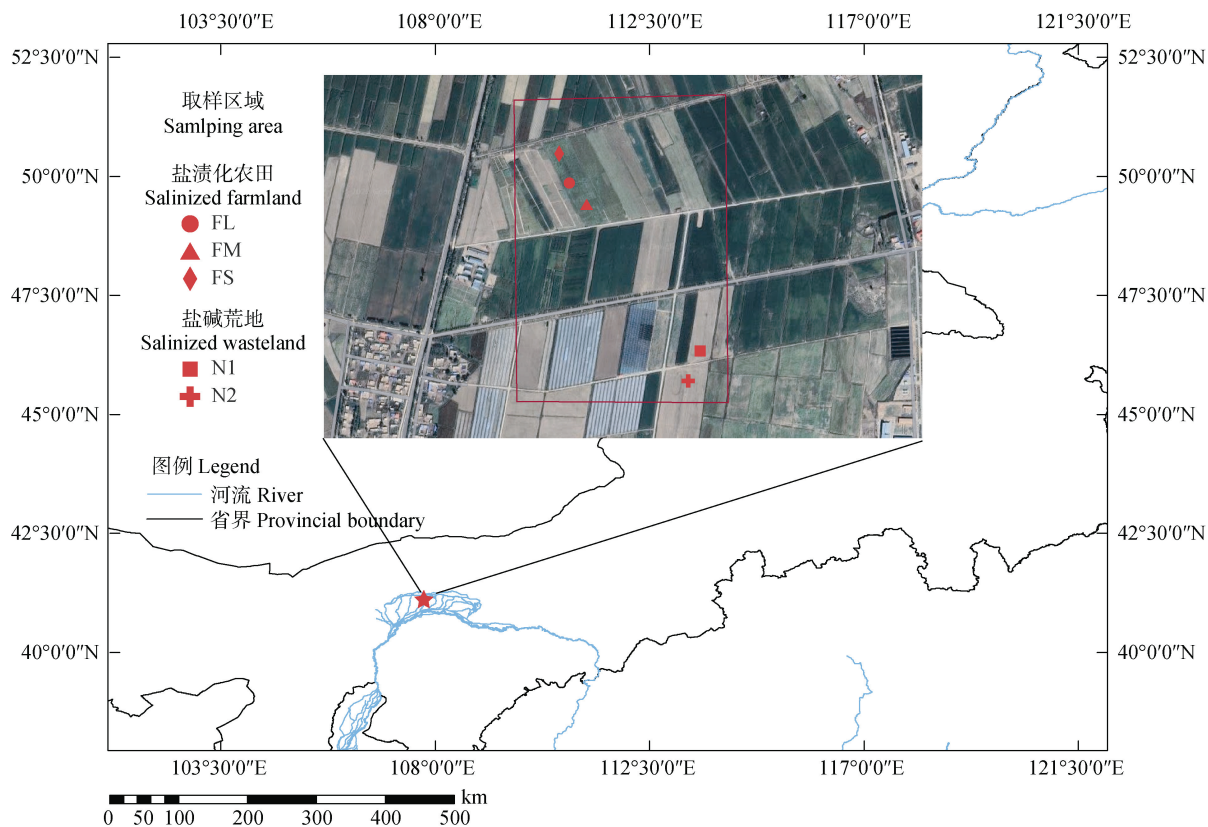 103°30′0″E 108°0′0″E 112°30′0″E 117°0′0″E 121°30′0″E
52°30′0″N 52°30′0″N
取样区域
Samlping area
50°0′0″N 50°0′0″N
盐渍化农田
Salinized farmland
FL
FM
FS
47°30′0″N 47°30′0″N
盐碱荒地
Salinized wasteland
N1
N2
45°0′0″N 45°0′0″N
图例 Legend
河流 River
省界 Provincial boundary
42°30′0″N 42°30′0″N
40°0′0″N 40°0′0″N
103°30′0″E 108°0′0″E 112°30′0″E 117°0′0″E 121°30′0″E
km
0 50 100 200 300 400 500